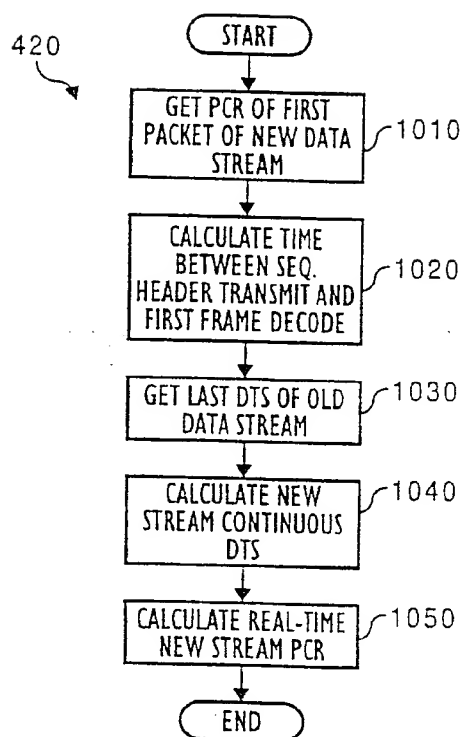 START
420
GET PCR OF FIRST
PACKET OF NEW DATA
STREAM
1010
CALCULATE TIME
BETWEEN SEQ.
HEADER TRANSMIT AND
FIRST FRAME DECODE
1020
GET LAST DTS OF OLD
DATA STREAM
1030
CALCULATE NEW
STREAM CONTINUOUS
DTS
1040
CALCULATE REAL-TIME
NEW STREAM PCR
1050
END